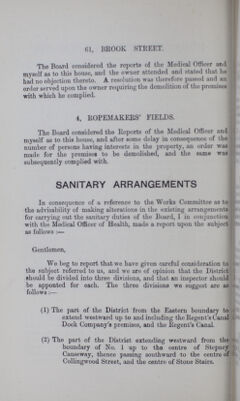 61, BROOK STREET.
The Board considered the reports of the Medical Officer and
myself as to this house, and the owner attended and stated that he
had no objection thereto. A resolution was therefore passed and an
order served upon the owner requiring the demolition of the premises
with which he complied.
4, ROPEMAKERS' FIELDS.
The Board considered the Reports of the Medical Officer and
myself as to this house, and after some delay in consequence of the
number of persons having interests in the property, an order was
made for the premises to be demolished, and the same was
subsequently complied with.
SANITARY ARRANGEMENTS
In consequence of a reference to the Works Committee as to
the advisability of making alterations in the existing arrangements
for carrying out the sanitary duties of the Board, I in conjunction
with the Medical Officer of Health, made a report upon the subject
as follows :—
Gentlemen,
We beg to report that we have given careful consideration to
the subject referred to us, and we are of opinion that the District
should be divided into three divisions, and that an inspector should
be appointed for each. The three divisions we suggest are as
follows :—
(1) The part of the District from the Eastern boundary to
extend westward up to and including the Regent's Canal
Dock Company's premises, and the Regent's Canal.
(2) The part of the District extending westward from the
boundary of No. 1 up to the centre of Stepney
Causeway, thence passing southward to the centre of
Collingwood Street, and the centre of Stone Stairs.